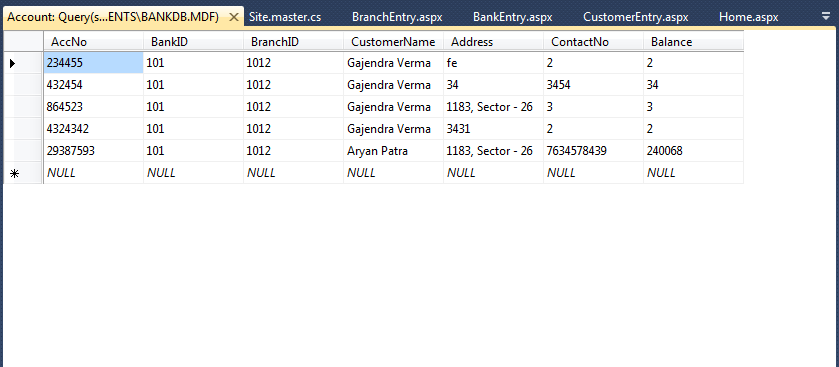 Account: Query(s...ENTS\BANKDB.MDF) Site.master.cs BranchEntry.aspx BankEntry.aspx CustomerEntry.aspx Home.aspx
AccNo BankID BranchID CustomerName Address ContactNo Balance
234455 101 1012 Gajendra Verma fe 2 2
432454 101 1012 Gajendra Verma 34 3454 34
864523 101 1012 Gajendra Verma 1183, Sector - 26 3 3
4324342 101 1012 Gajendra Verma 3431 2 2
29387593 101 1012 Aryan Patra 1183, Sector - 26 7634578439 240068
NULL NULL NULL NULL NULL NULL NULL